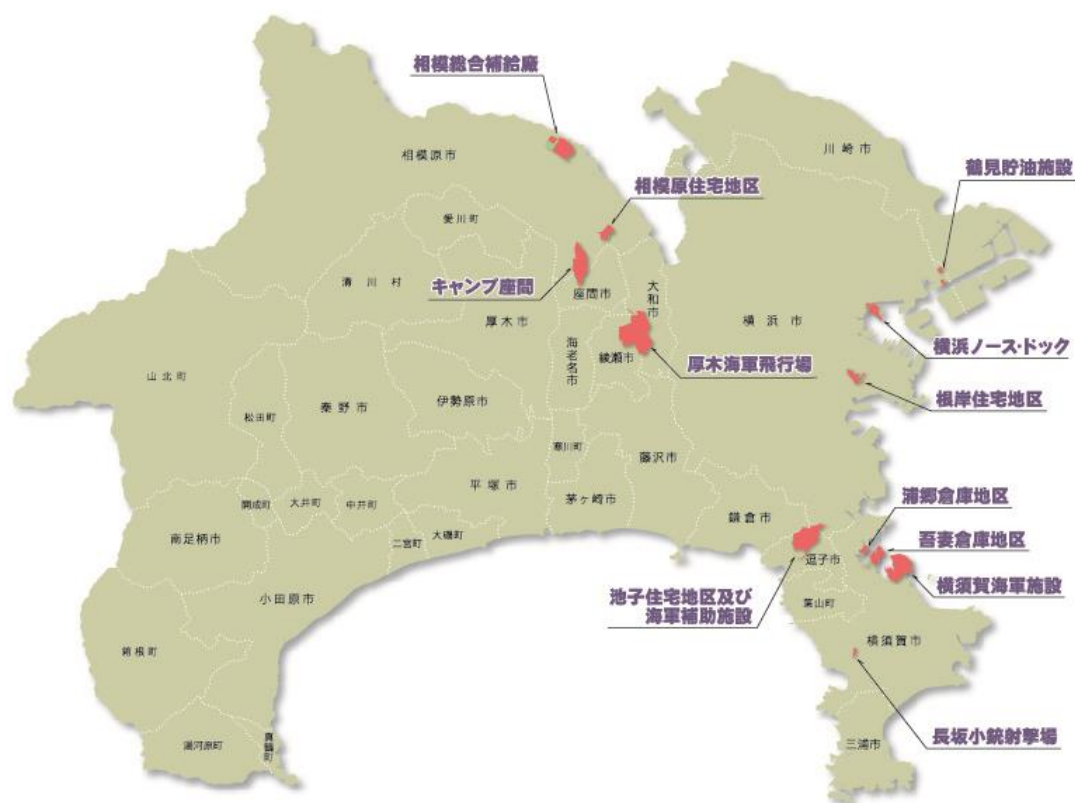 相模総合補給廠
川崎市
相模原市
鶴見貯油施設
相模原住宅地区
愛川町
清川村
キャンプ座間
座間市
大和市
厚木市
横浜市
海老名市
横浜ノース・ドック
綾瀬市
厚木海軍飛行場
山北町
根岸住宅地区
秦野市
伊勢原市
松田町
寒川町
藤沢市
平塚市
浦郷倉庫地区
茅ヶ崎市
開成町
大井町
中井町
鎌倉市
大磯町
吾妻倉庫地区
南足柄市
二宮町
逗子市
横須賀海軍施設
池子住宅地区及び
海軍補助施設
小田原市
葉山町
横須賀市
箱根町
長坂小銃射撃場
湯河原町
真鶴町
三浦市